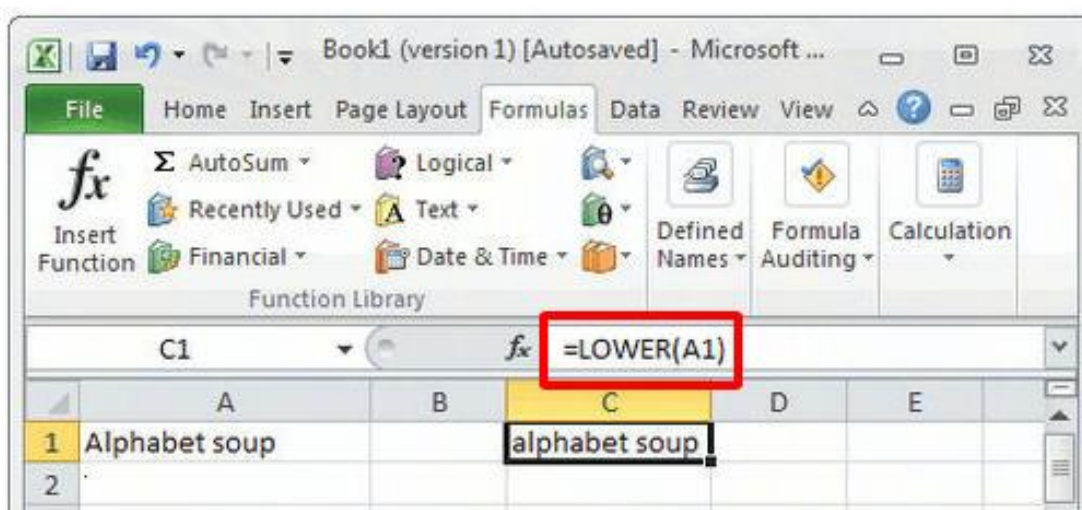 Book1 (version 1) [Autosaved] - Microsoft ...
File Home Insert Page Layout Formulas Data Review View
fx Insert Function
Σ AutoSum
Recently Used
Financial
Logical
A Text
Date & Time
θ
Defined Names
Formula Auditing
Calculation
Function Library
C1 fx =LOWER(A1)
A B C D E
1 Alphabet soup alphabet soup
2